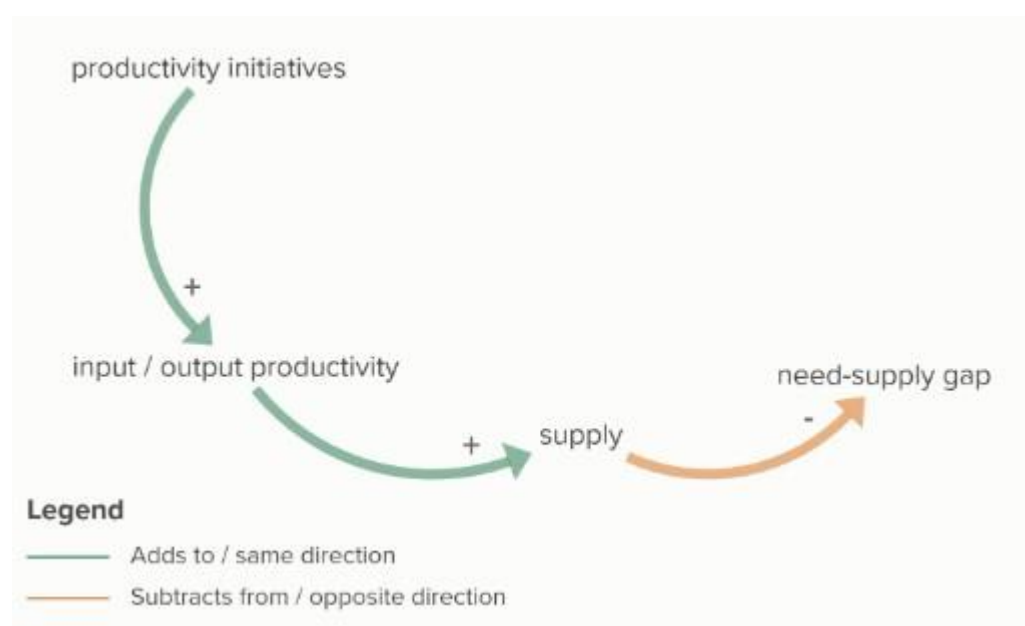 productivity initiatives
+
input / output productivity
need-supply gap
-
+
supply
Legend
Adds to / same direction
Subtracts from / opposite direction